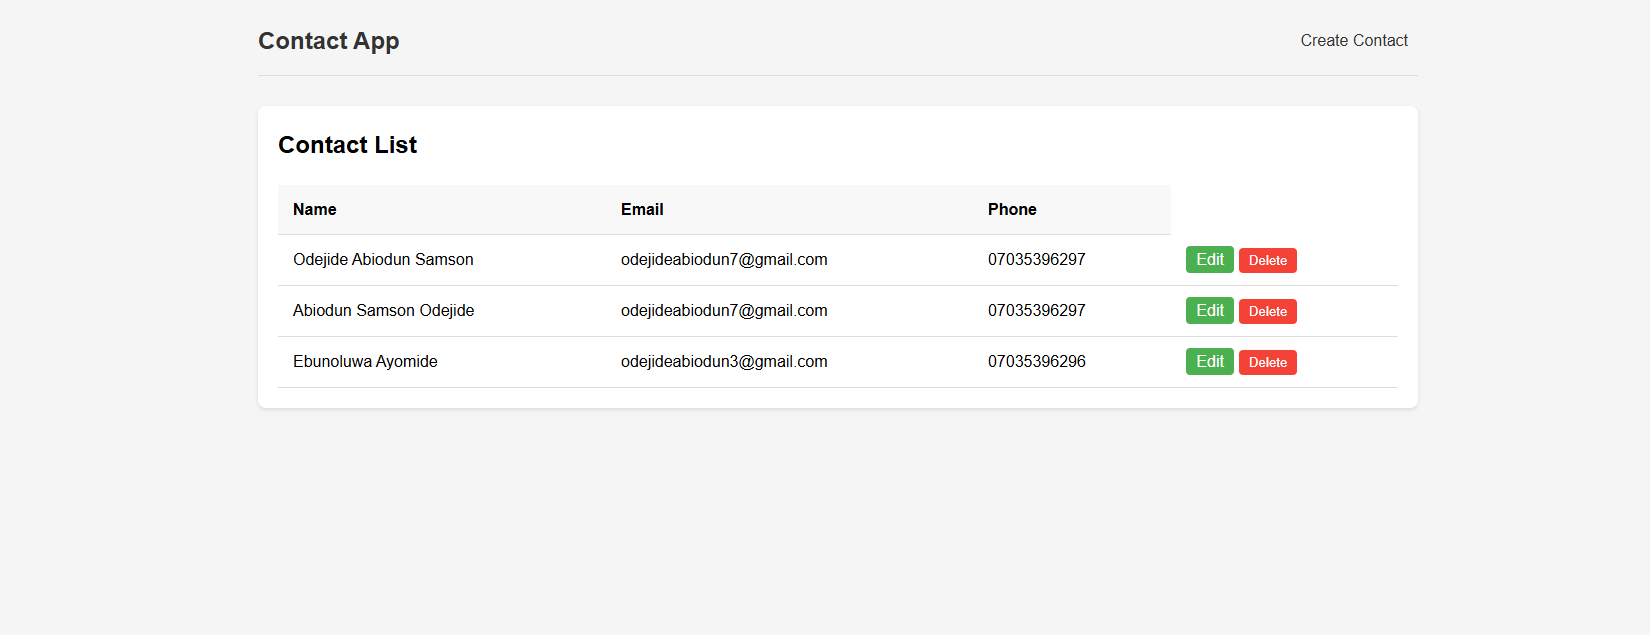 Contact App Create Contact
Contact List
Name Email Phone
Odejide Abiodun Samson odejideabiodun7@gmail.com 07035396297 Edit Delete
Abiodun Samson Odejide odejideabiodun7@gmail.com 07035396297 Edit Delete
Ebunoluwa Ayomide odejideabiodun3@gmail.com 07035396296 Edit Delete